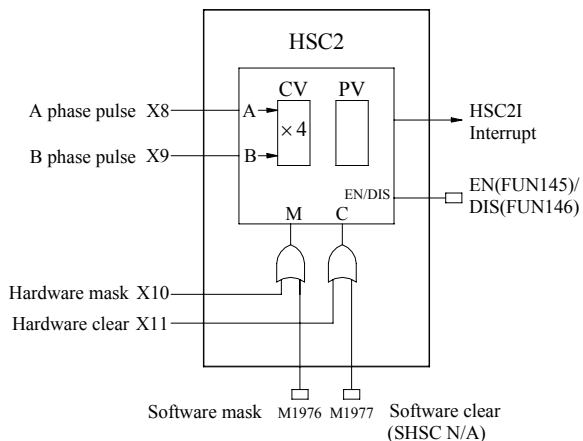 HSC2
CV PV
A phase pulse X8 A
× 4
HSC2I
Interrupt
B phase pulse X9 B
EN/DIS
EN(FUN145)/
DIS(FUN146)
M C
Hardware mask X10
Hardware clear X11
Software mask M1976 M1977 Software clear
(SHSC N/A)